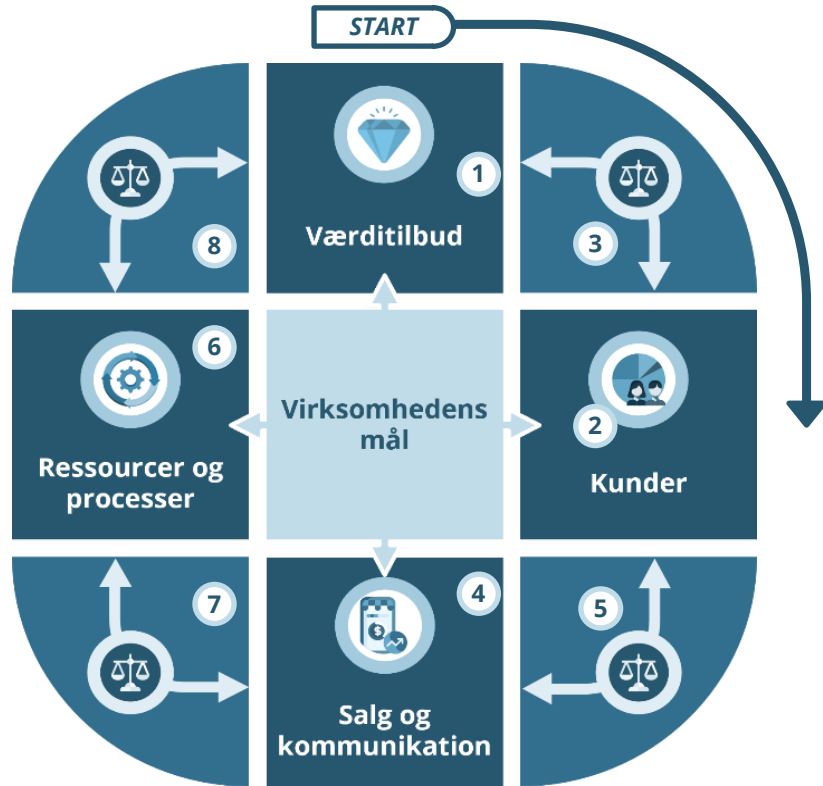 START
1
Værditilbud
8
3
6
Ressourcer og
processer
Virksomhedens
mål
2
Kunder
7
4
$
Salg og
kommunikation
5